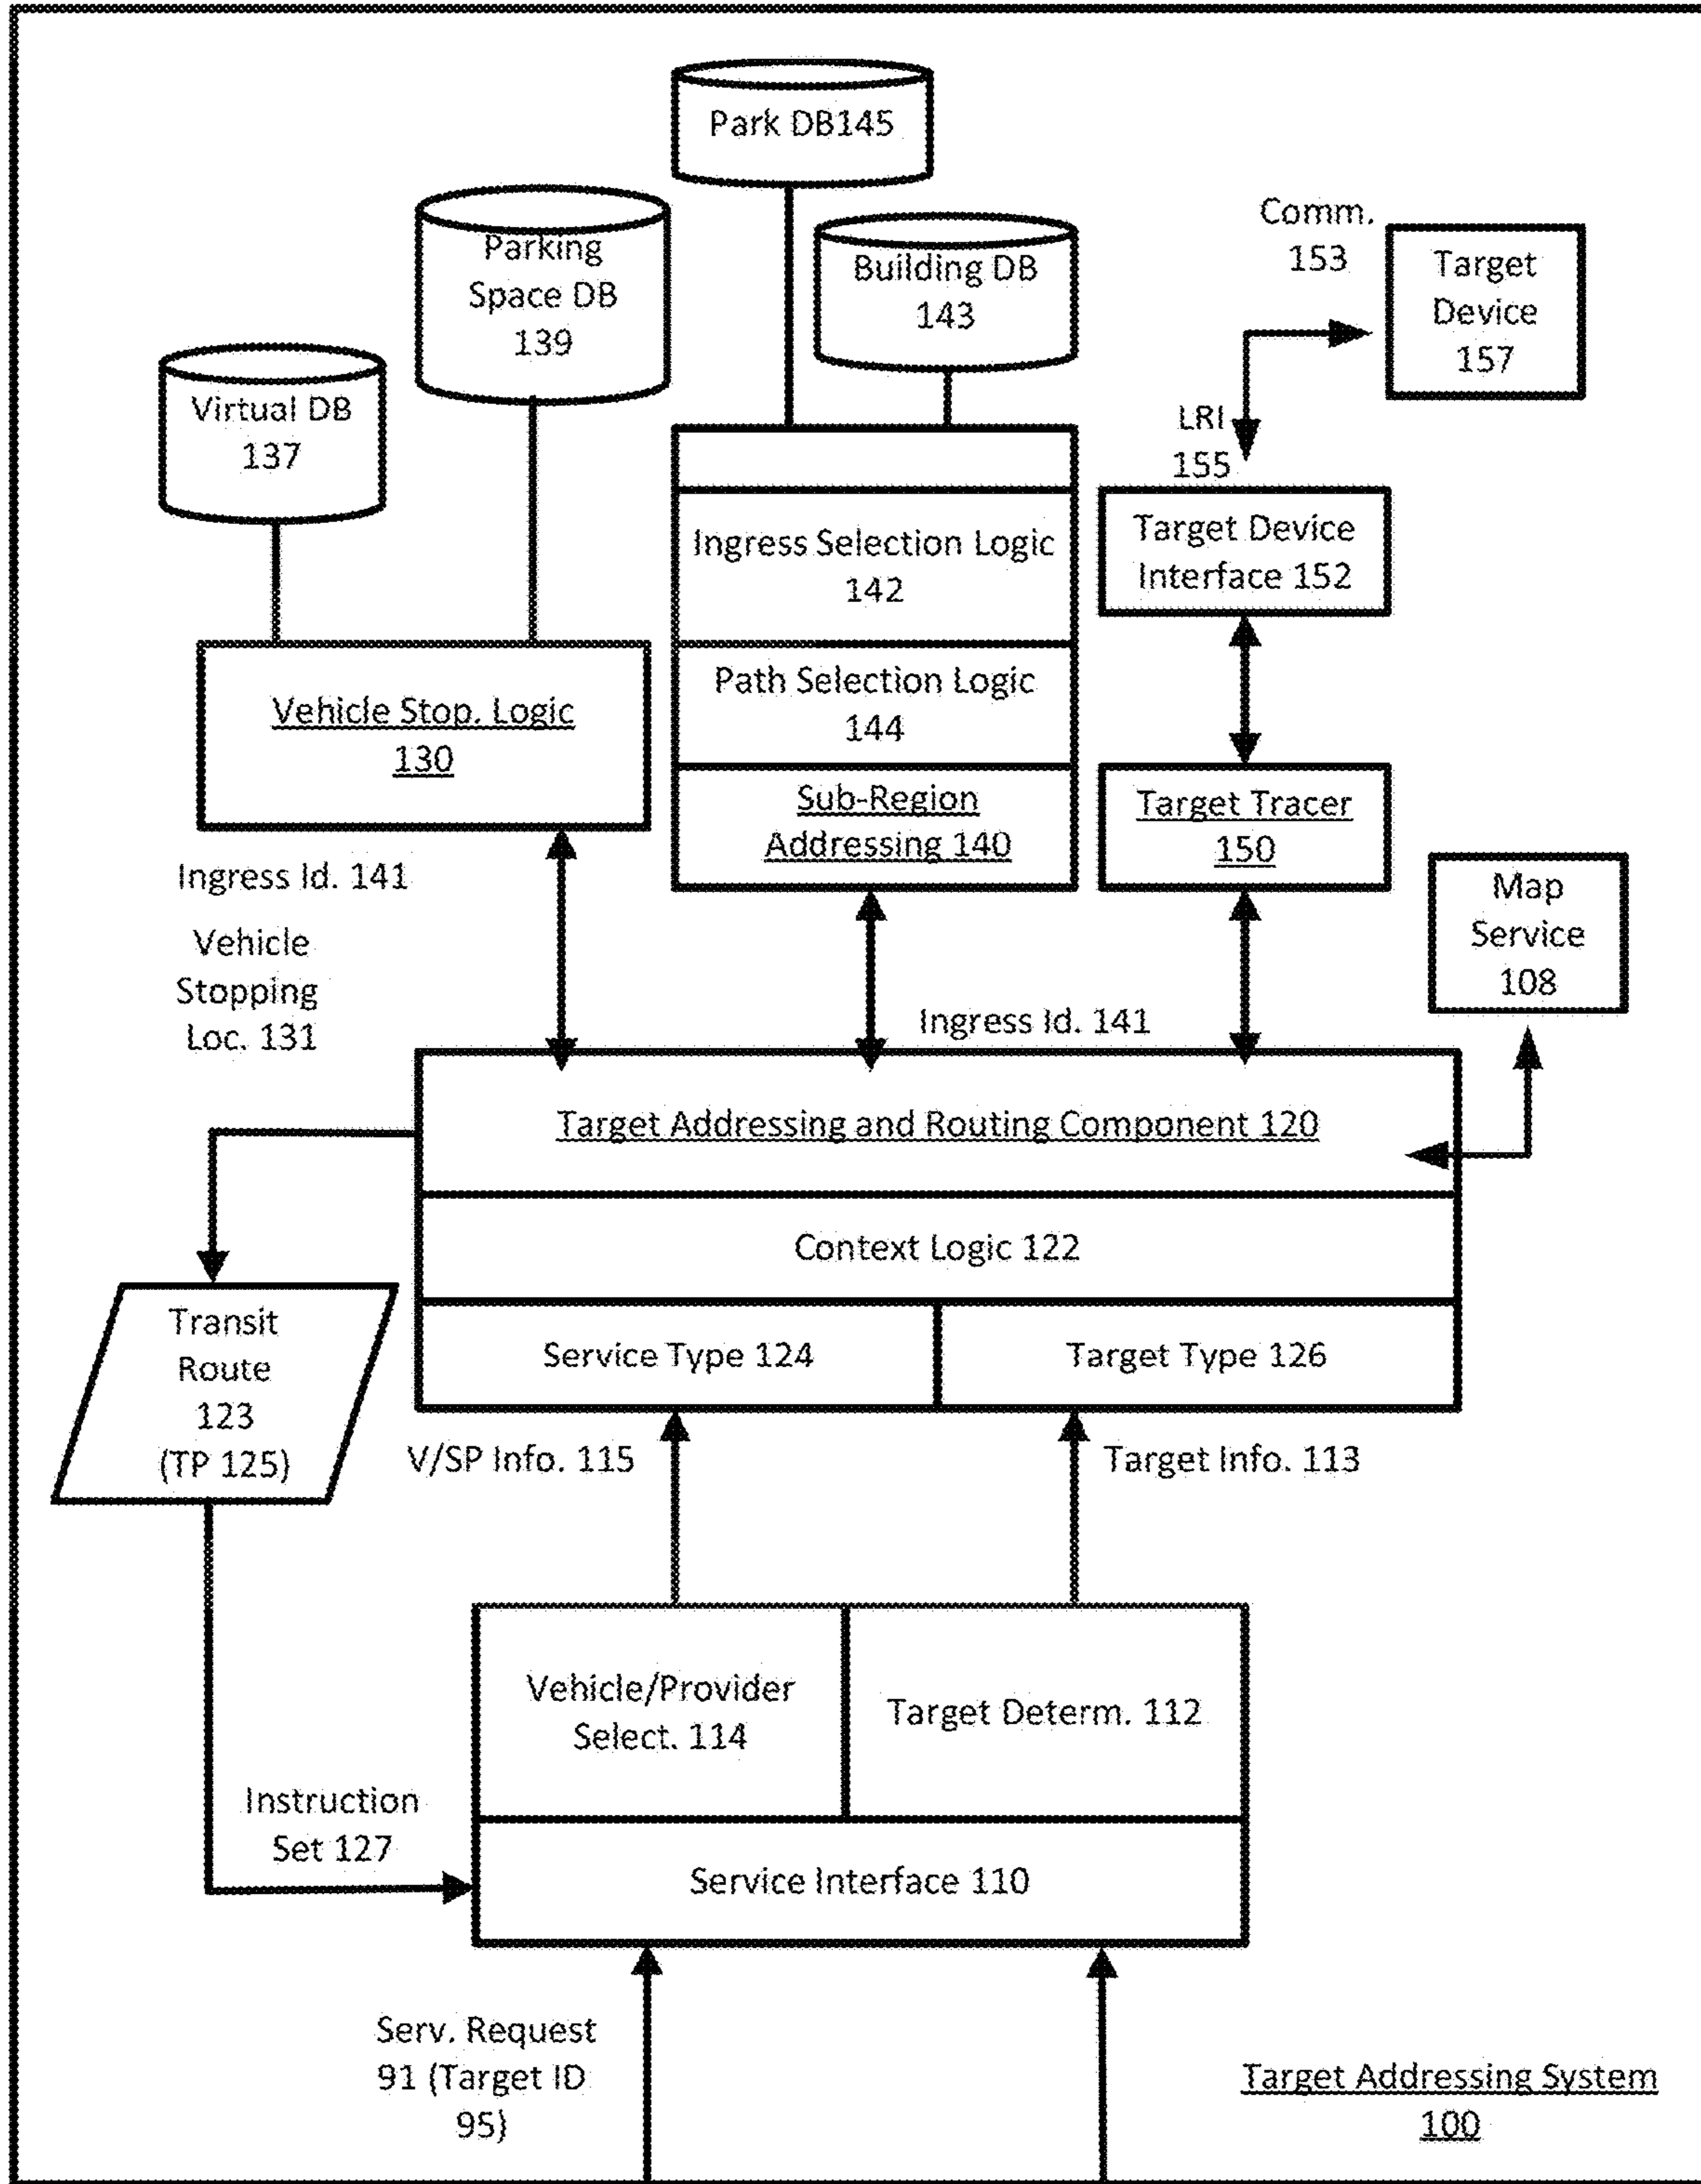 Park DB145
Parking
Space DB
139
Building DB
143
Comm.
153
Target
Device
157
Virtual DB
137
LRI
155
Ingress Selection Logic
142
Target Device
Interface 152
Vehicle Stop. Logic
130
Path Selection Logic
144
Sub-Region
Addressing 140
Target Tracer
150
Ingress Id. 141
Vehicle
Stopping
Loc. 131
Map
Service
108
Ingress Id. 141
Target Addressing and Routing Component 120
Context Logic 122
Service Type 124
Target Type 126
Transit
Route
123
(TP 125)
V/SP Info. 115
Target Info. 113
Vehicle/Provider
Select. 114
Target Determ. 112
Instruction
Set 127
Service Interface 110
Serv. Request
91 (Target ID
95)
Target Addressing System
100